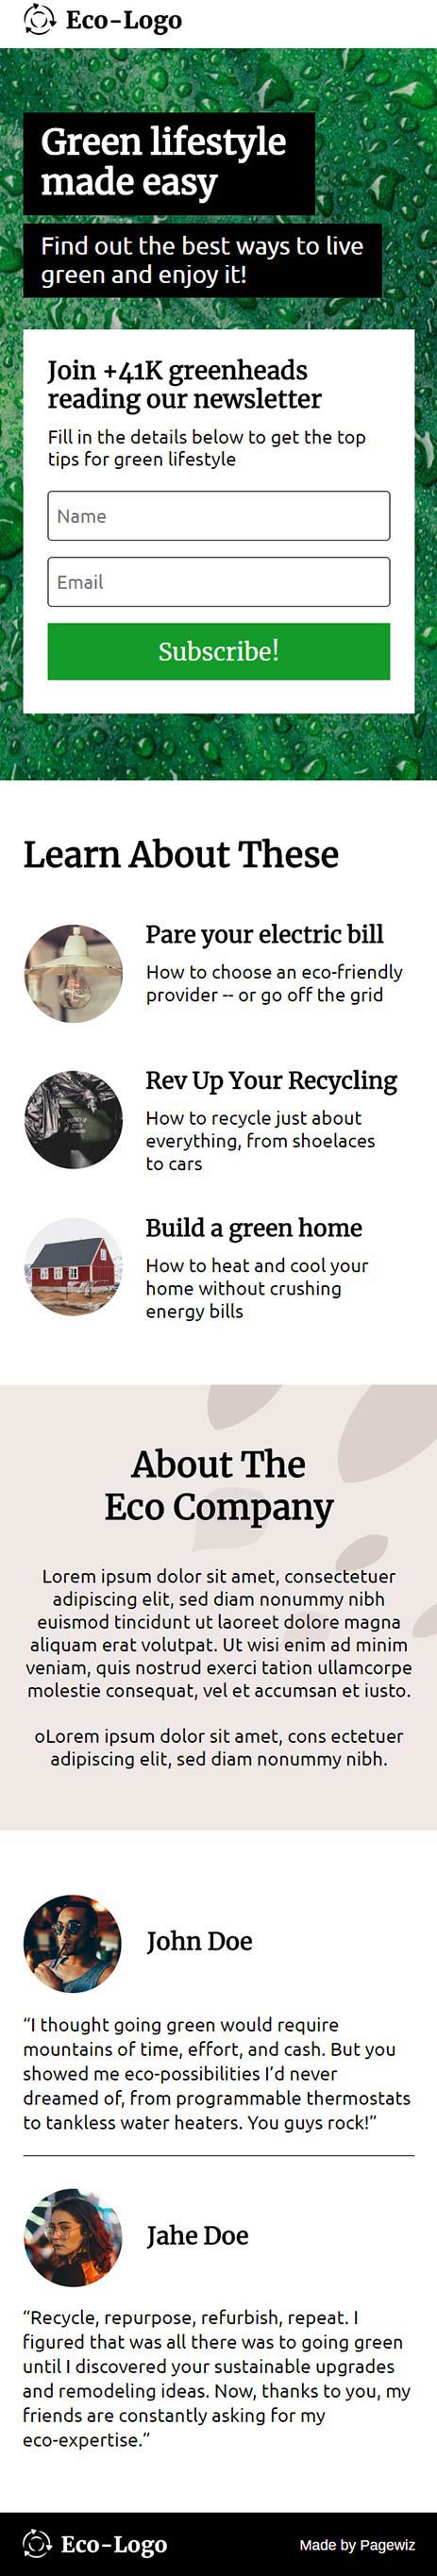 Eco-Logo
Green lifestyle
made easy
Find out the best ways to live
green and enjoy it!
Join +41K greenheads
reading our newsletter
Fill in the details below to get the top
tips for green lifestyle
Name
Email
Subscribe!
Learn About These
Pare your electric bill
How to choose an eco-friendly
provider -- or go off the grid
Rev Up Your Recycling
How to recycle just about
everything, from shoelaces
to cars
Build a green home
How to heat and cool your
home without crushing
energy bills
About The
Eco Company
Lorem ipsum dolor sit amet, consectetuer
adipiscing elit, sed diam nonummy nibh
euismod tincidunt ut laoreet dolore magna
aliquam erat volutpat. Ut wisi enim ad minim
veniam, quis nostrud exerci tation ullamcorpe
molestie consequat, vel et accumsan et iusto.
oLorem ipsum dolor sit amet, cons ectetuer
adipiscing elit, sed diam nonummy nibh.
John Doe
“I thought going green would require
mountains of time, effort, and cash. But you
showed me eco-possibilities I’d never
dreamed of, from programmable thermostats
to tankless water heaters. You guys rock!”
Jahe Doe
“Recycle, repurpose, refurbish, repeat. I
figured that was all there was to going green
until I discovered your sustainable upgrades
and remodeling ideas. Now, thanks to you, my
friends are constantly asking for my
eco-expertise.”
Eco-Logo
Made by Pagewiz